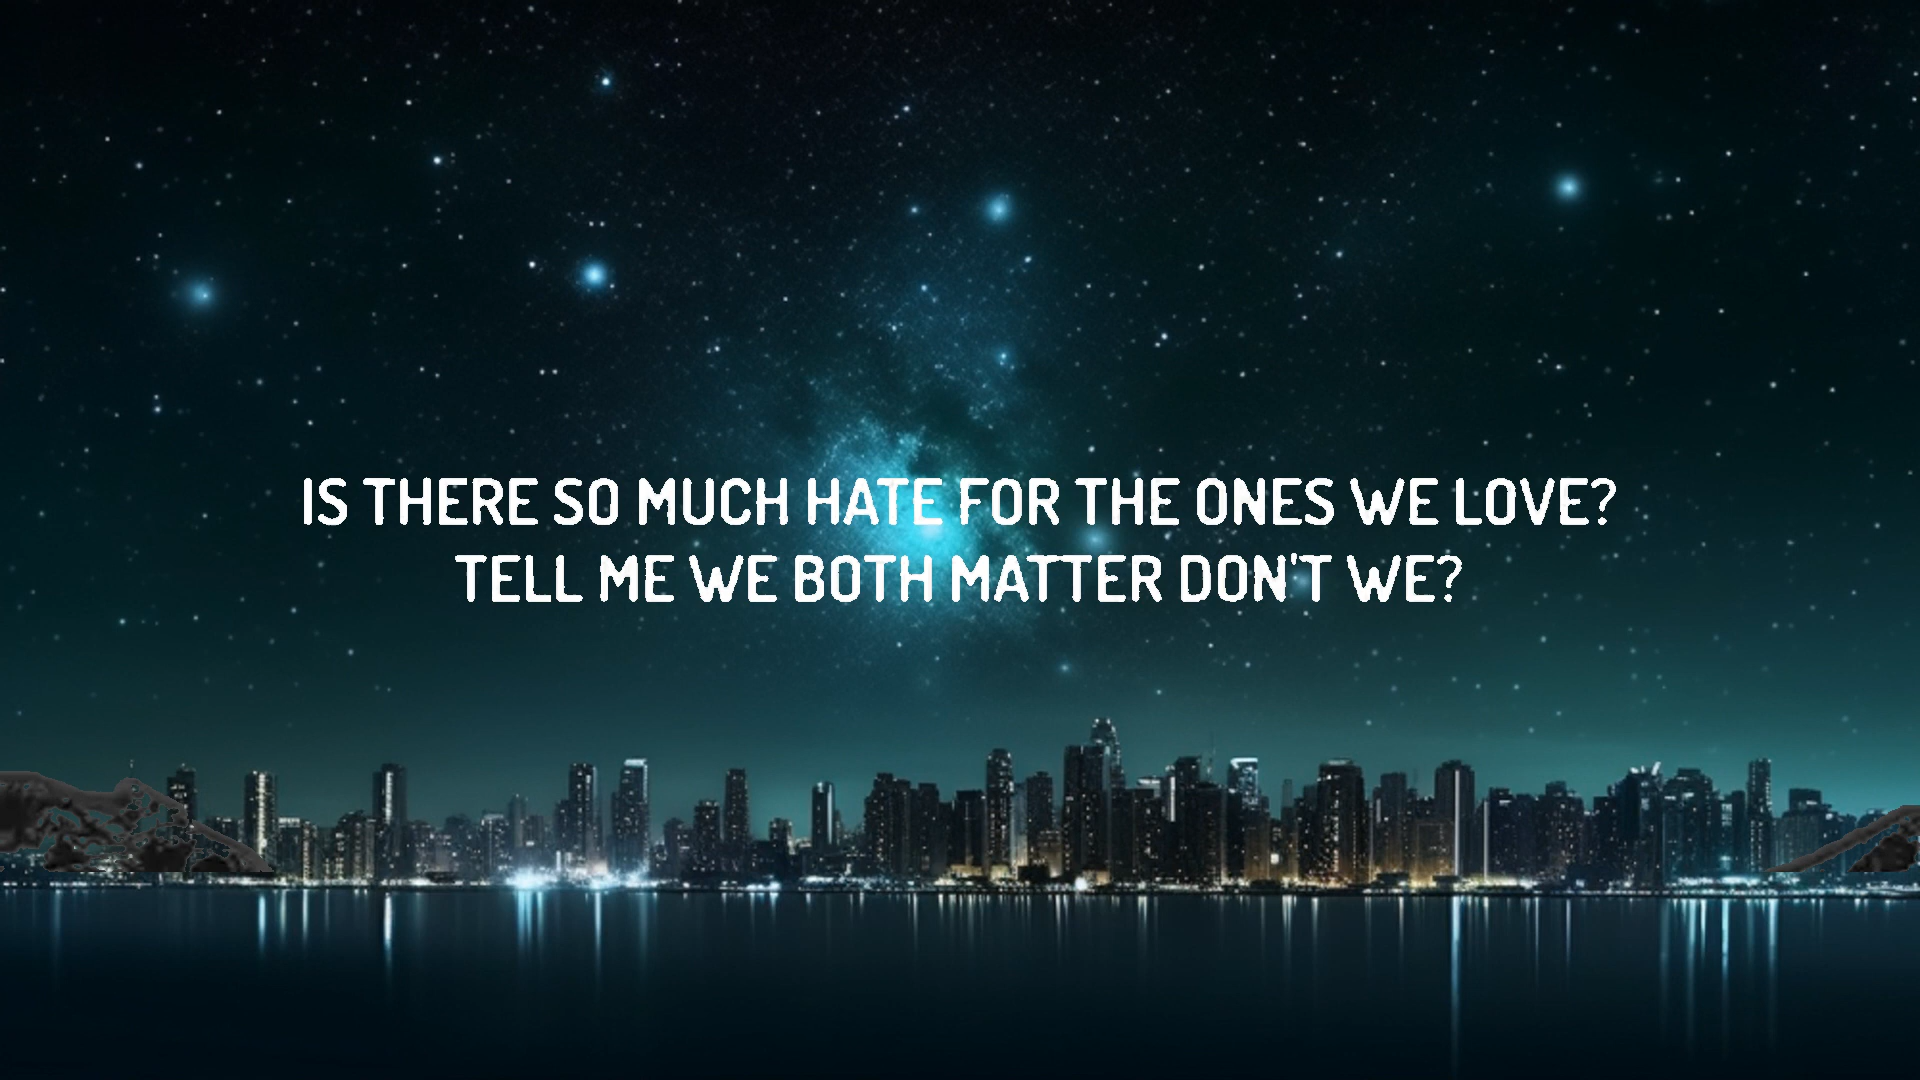 IS THERE SO MUCH HATE FOR THE ONES WE LOVE?
TELL ME WE BOTH MATTER DON'T WE?